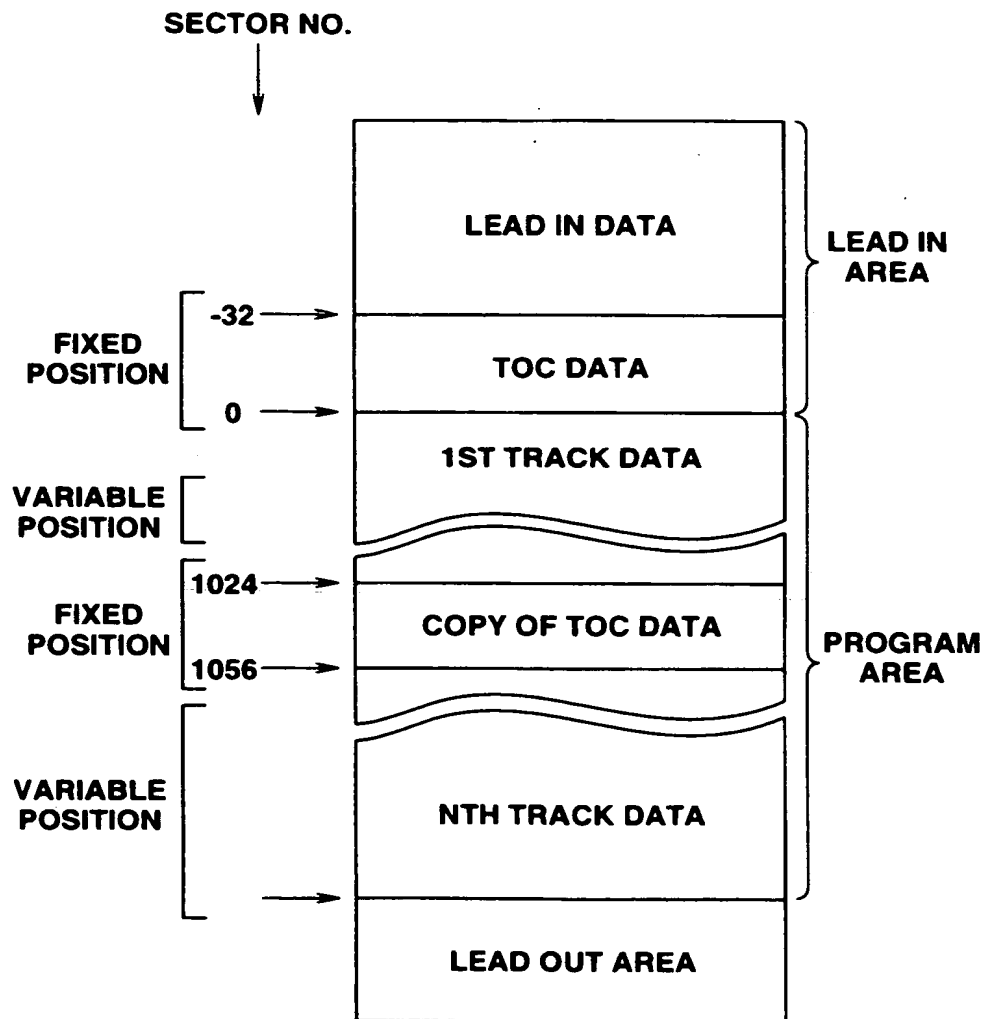 SECTOR NO.
LEAD IN DATA
LEAD IN
AREA
-32
FIXED
POSITION
TOC DATA
0
1ST TRACK DATA
VARIABLE
POSITION
1024
FIXED
POSITION
COPY OF TOC DATA
1056
PROGRAM
AREA
VARIABLE
POSITION
NTH TRACK DATA
LEAD OUT AREA